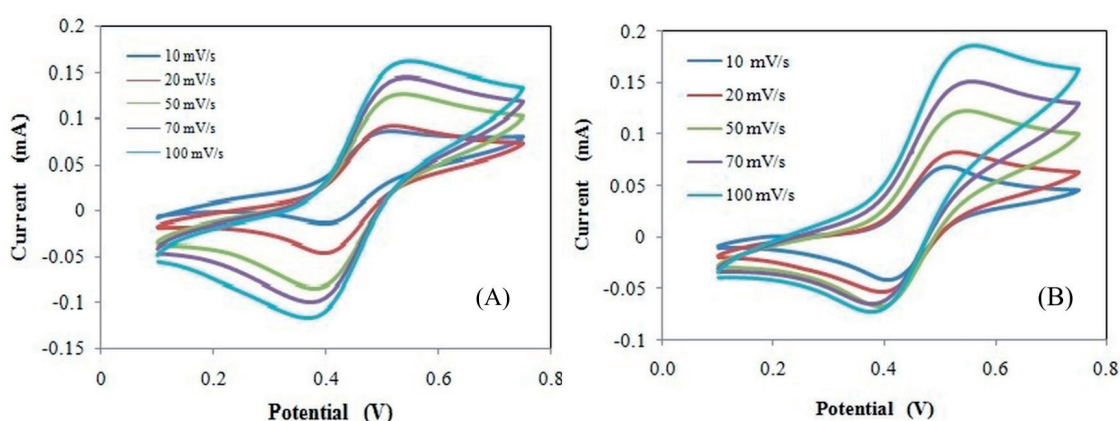 0.2
0.15
0.1
0.05
0
-0.05
-0.1
-0.15
Current (mA)
10 mV/s
20 mV/s
50 mV/s
70 mV/s
100 mV/s
(A)
0 0.2 0.4 0.6 0.8
Potential (V)
0.2
0.15
0.1
0.05
0
-0.05
-0.1
Current (mA)
10 mV/s
20 mV/s
50 mV/s
70 mV/s
100 mV/s
(B)
0 0.2 0.4 0.6 0.8
Potential (V)